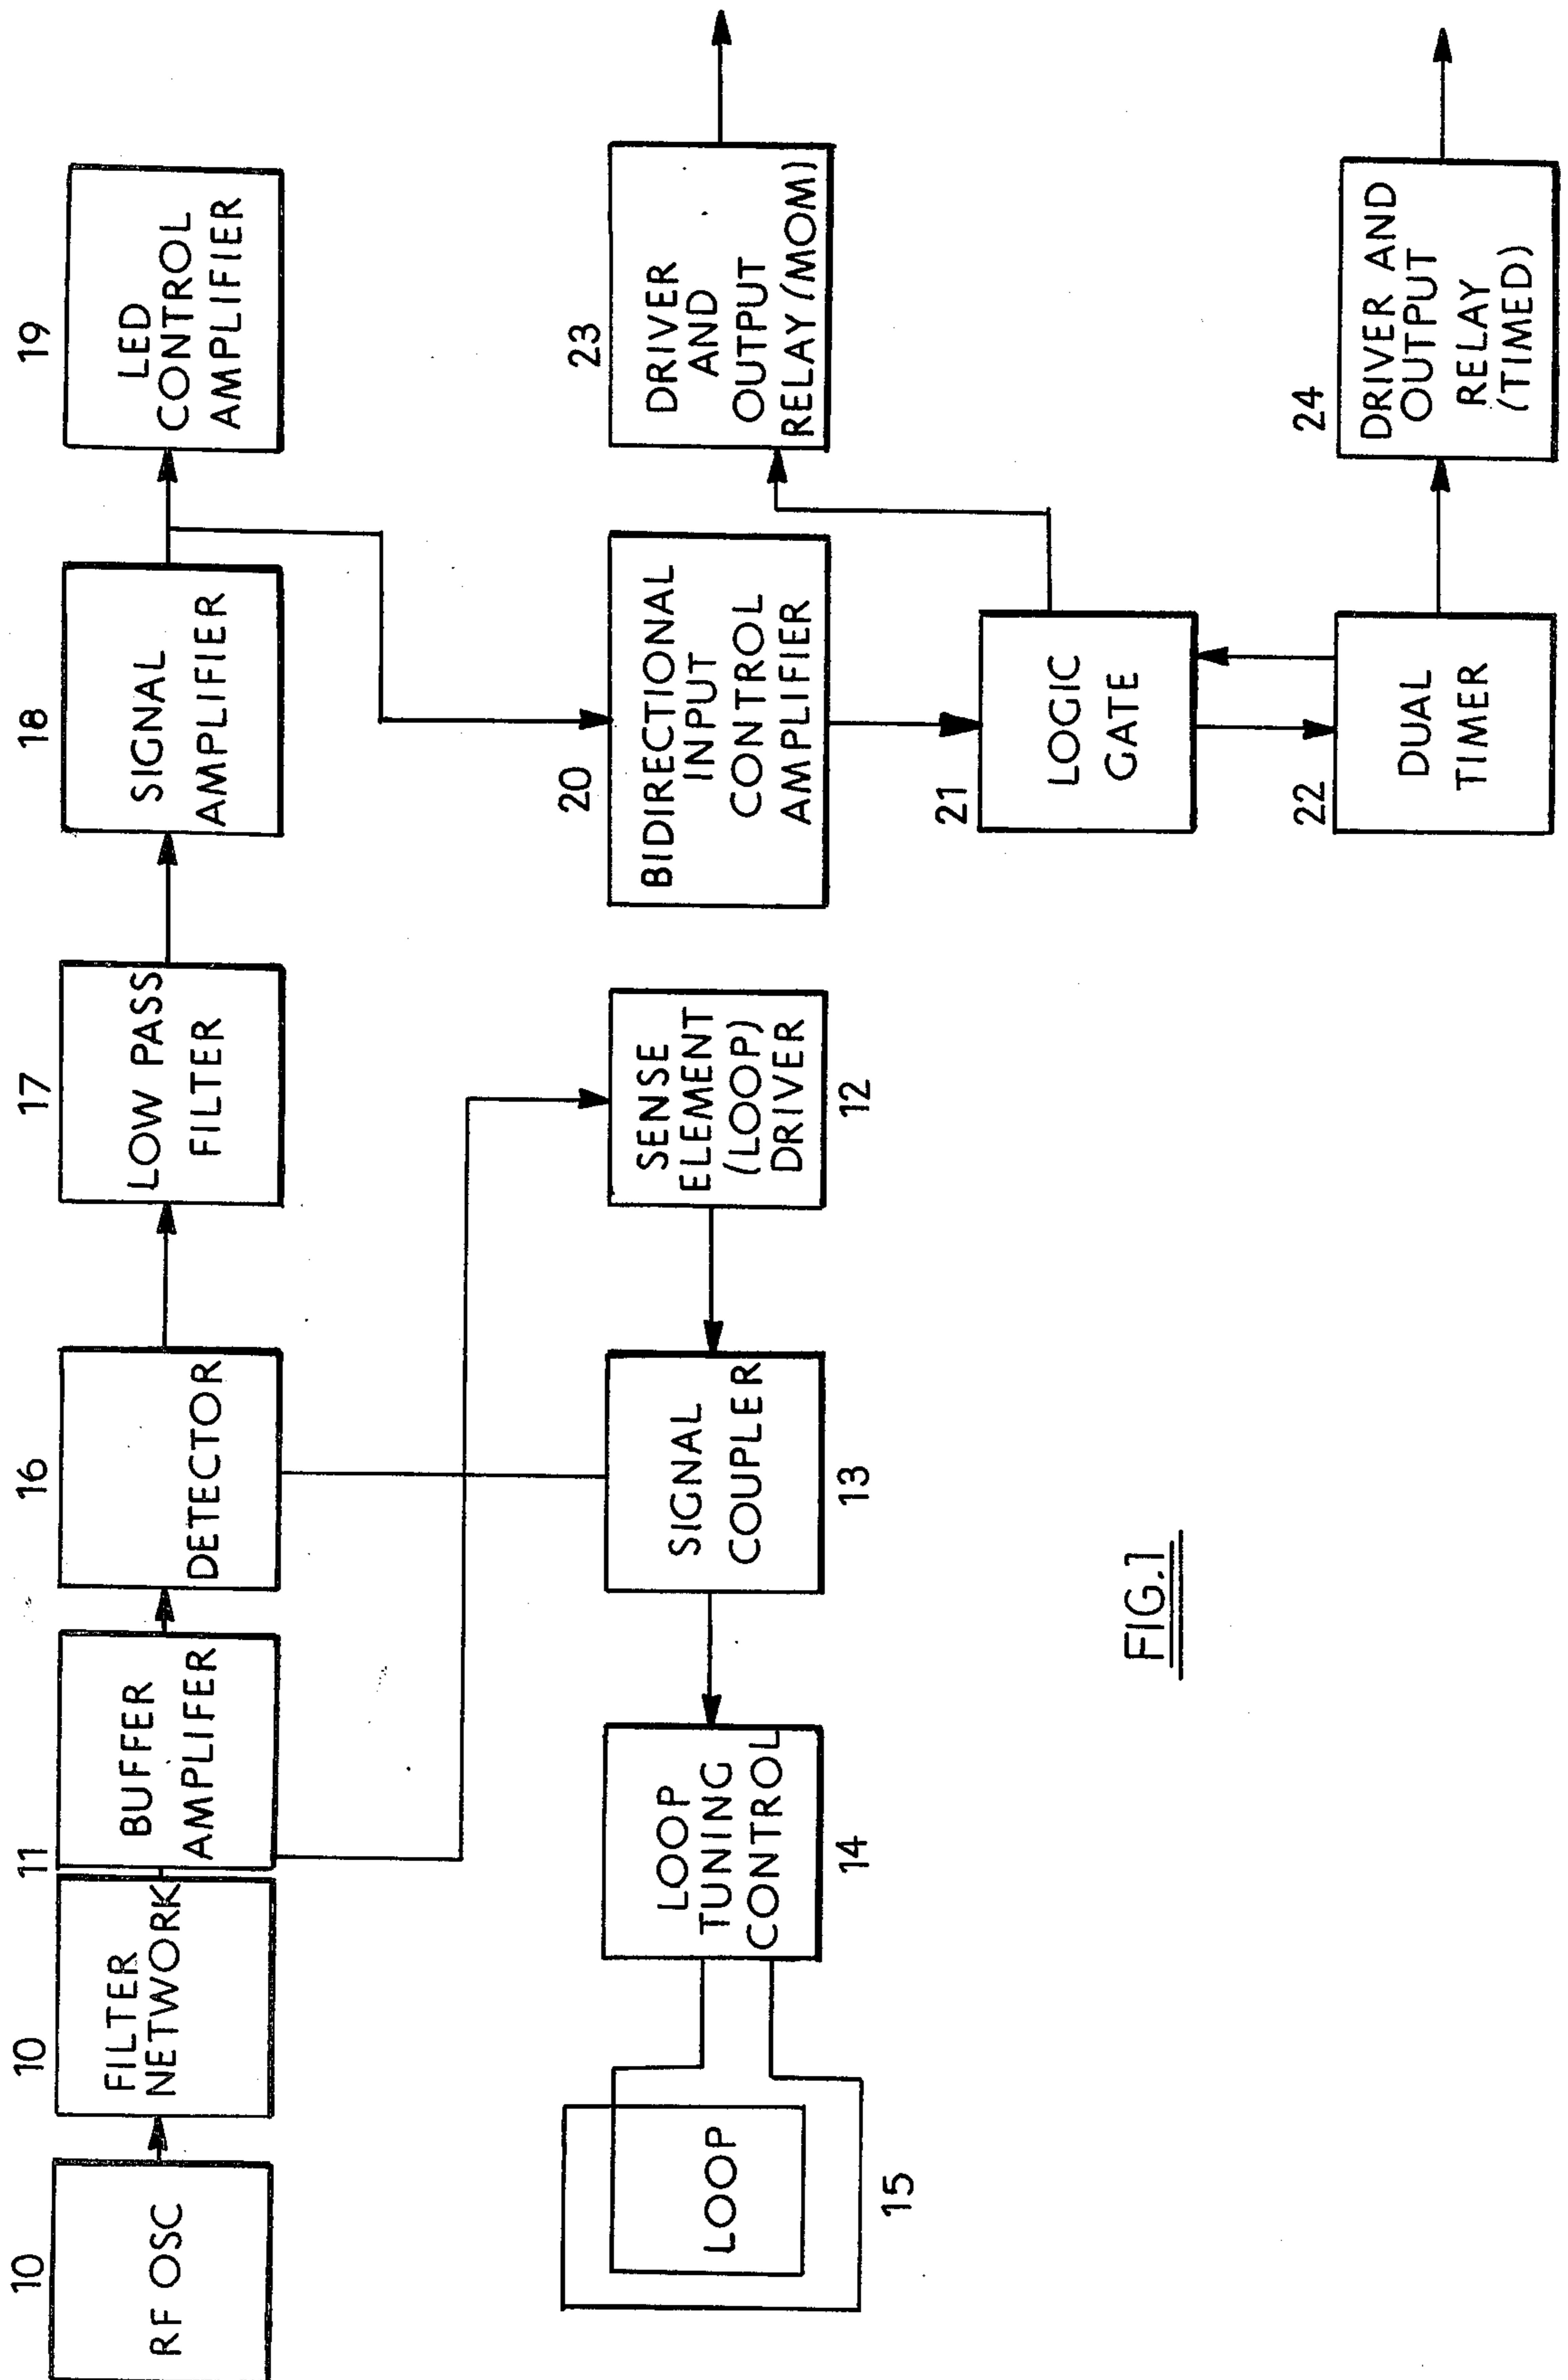 10
RF OSC
10
FILTER
NETWORK
11
BUFFER
AMPLIFER
16
DETECTOR
17
LOW PASS
FILTER
18
SIGNAL
AMPLIFIER
19
LED
CONTROL
AMPLIFIER
LOOP
15
LOOP
TUNING
CONTROL
14
SIGNAL
COUPLER
13
SENSE
ELEMENT
(LOOP)
DRIVER
12
20
BIDIRECTIONAL
INPUT
CONTROL
AMPLIFIER
23
DRIVER
AND
OUTPUT
RELAY (MOM)
21
LOGIC
GATE
22
DUAL
TIMER
24
DRIVER AND
OUTPUT
RELAY
(TIMED)
FIG.1